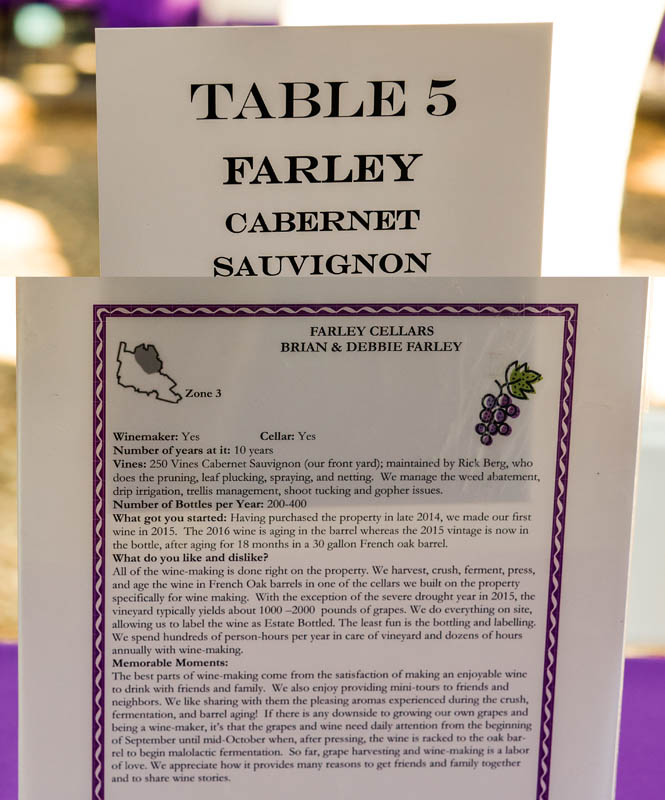 TABLE 5
FARLEY
CABERNET
SAUVIGNON
FARLEY CELLARS
BRIAN & DEBBIE FARLEY
Zone 3
Winemaker: Yes Cellar: Yes
Number of years at it: 10 years
Vines: 250 Vines Cabernet Sauvignon (our front yard); maintained by Rick Berg, who
does the pruning, leaf plucking, spraying, and netting. We manage the weed abatement,
drip irrigation, trellis management, shoot tucking and gopher issues.
Number of Bottles per Year: 200-400
What got you started: Having purchased the property in late 2014, we made our first
wine in 2015. The 2016 wine is aging in the barrel whereas the 2015 vintage is now in
the bottle, after aging for 18 months in a 30 gallon French oak barrel.
What do you like and dislike?
All of the wine-making is done right on the property. We harvest, crush, ferment, press,
and age the wine in French Oak barrels in one of the cellars we built on the property
specifically for wine making. With the exception of the severe drought year in 2015, the
vineyard typically yields about 1000 –2000 pounds of grapes. We do everything on site,
allowing us to label the wine as Estate Bottled. The least fun is the bottling and labelling.
We spend hundreds of person-hours per year in care of vineyard and dozens of hours
annually with wine-making.
Memorable Moments:
The best parts of wine-making come from the satisfaction of making an enjoyable wine
to drink with friends and family. We also enjoy providing mini-tours to friends and
neighbors. We like sharing with them the pleasing aromas experienced during the crush,
fermentation, and barrel aging! If there is any downside to growing our own grapes and
being a wine-maker, it's that the grapes and wine need daily attention from the beginning
of September until mid-October when, after pressing, the wine is racked to the oak bar-
rel to begin malolactic fermentation. So far, grape harvesting and wine-making is a labor
of love. We appreciate how it provides many reasons to get friends and family together
and to share wine stories.